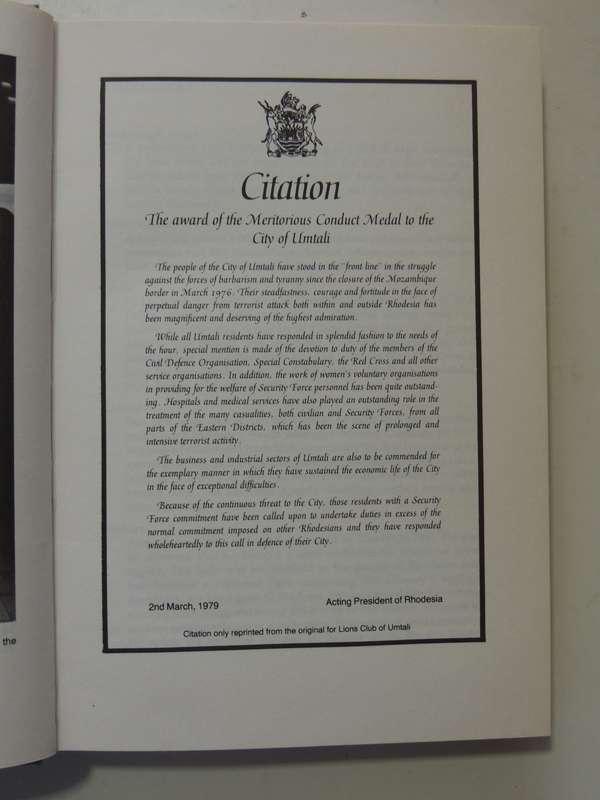 Citation
The award of the Meritorious Conduct Medal to the
City of Umtali
The people of the City of Umtali have stood in the "front line" in the struggle
against the forces of barbarism and tyranny since the closure of the Mozambique
border in March 1976. Their steadfastness, courage and fortitude in the face of
perpetual danger from terrorist attack both within and outside Rhodesia has
been magnificent and deserving of the highest admiration.
While all Umtali residents have responded in splendid fashion to the needs of
the hour, special mention is made of the devotion to duty of the members of the
Civil Defence Organisation, Special Constabulary, the Red Cross and all other
service organisations. In addition, the work of women's voluntary organisations
in providing for the welfare of Security Force personnel has been quite outstand-
ing. Hospitals and medical services have also played an outstanding role in the
treatment of the many casualities, both civilian and Security Forces, from all
parts of the Eastern Districts, which has been the scene of prolonged and
intensive terrorist activity.
The business and industrial sectors of Umtali are also to be commended for
the exemplary manner in which they have sustained the economic life of the City
in the face of exceptional difficulties.
Because of the continuous threat to the City, those residents with a Security
Force commitment have been called upon to undertake duties in excess of the
normal commitment imposed on other Rhodesians and they have responded
wholeheartedly to this call in defence of their City.
2nd March, 1979 Acting President of Rhodesia
Citation only reprinted from the original for Lions Club of Umtali
the